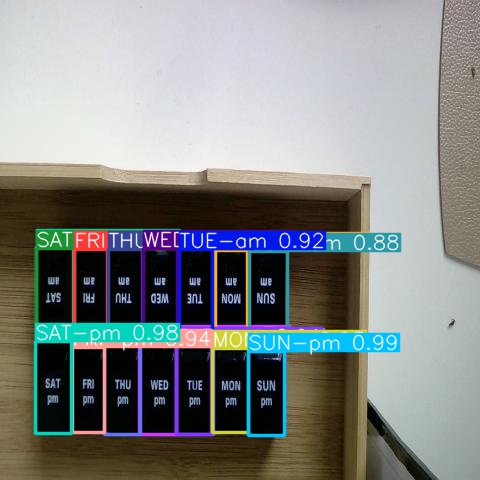 SAT FRI THU WED TUE-am 0.92 m 0.88
am am am am am am am
SAT FRI THU WED TUE MON SUN
SAT-pm 0.98 0.94 MON SUN-pm 0.99
SAT FRI THU WED TUE MON SUN
pm pm pm pm pm pm pm